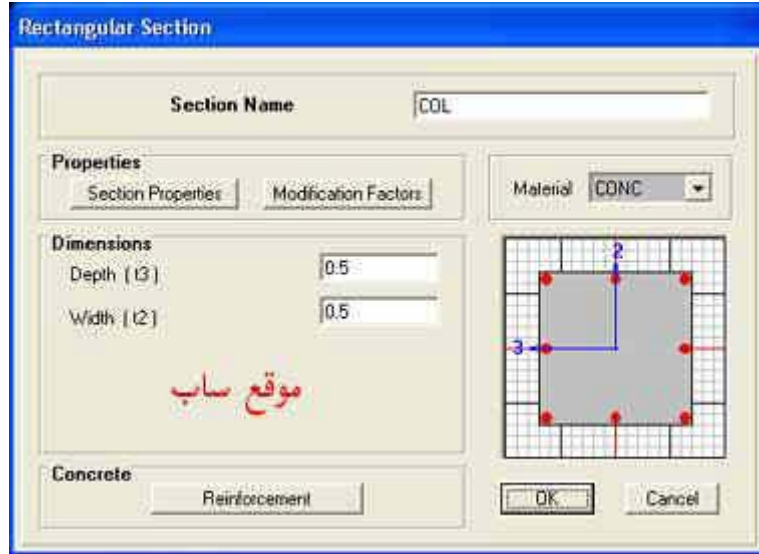 Rectangular Section
Section Name COL
Properties
Section Properties Modification Factors
Material CONC
Dimensions
Depth ( t3 ) 0.5
Width ( t2 ) 0.5
2
3
موقع ساب
Concrete
Reinforcement
OK Cancel